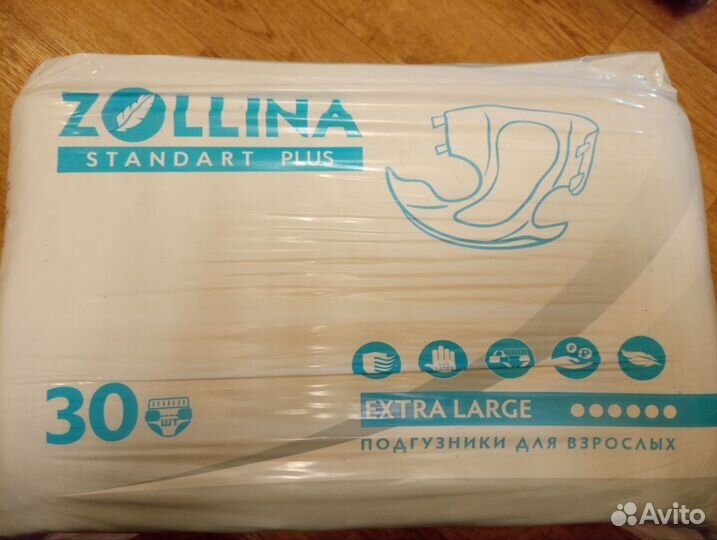 ZOLLINA
STANDART PLUS
30 ШТ
EXTRA LARGE
ПОДГУЗНИКИ ДЛЯ ВЗРОСЛЫХ
Avito